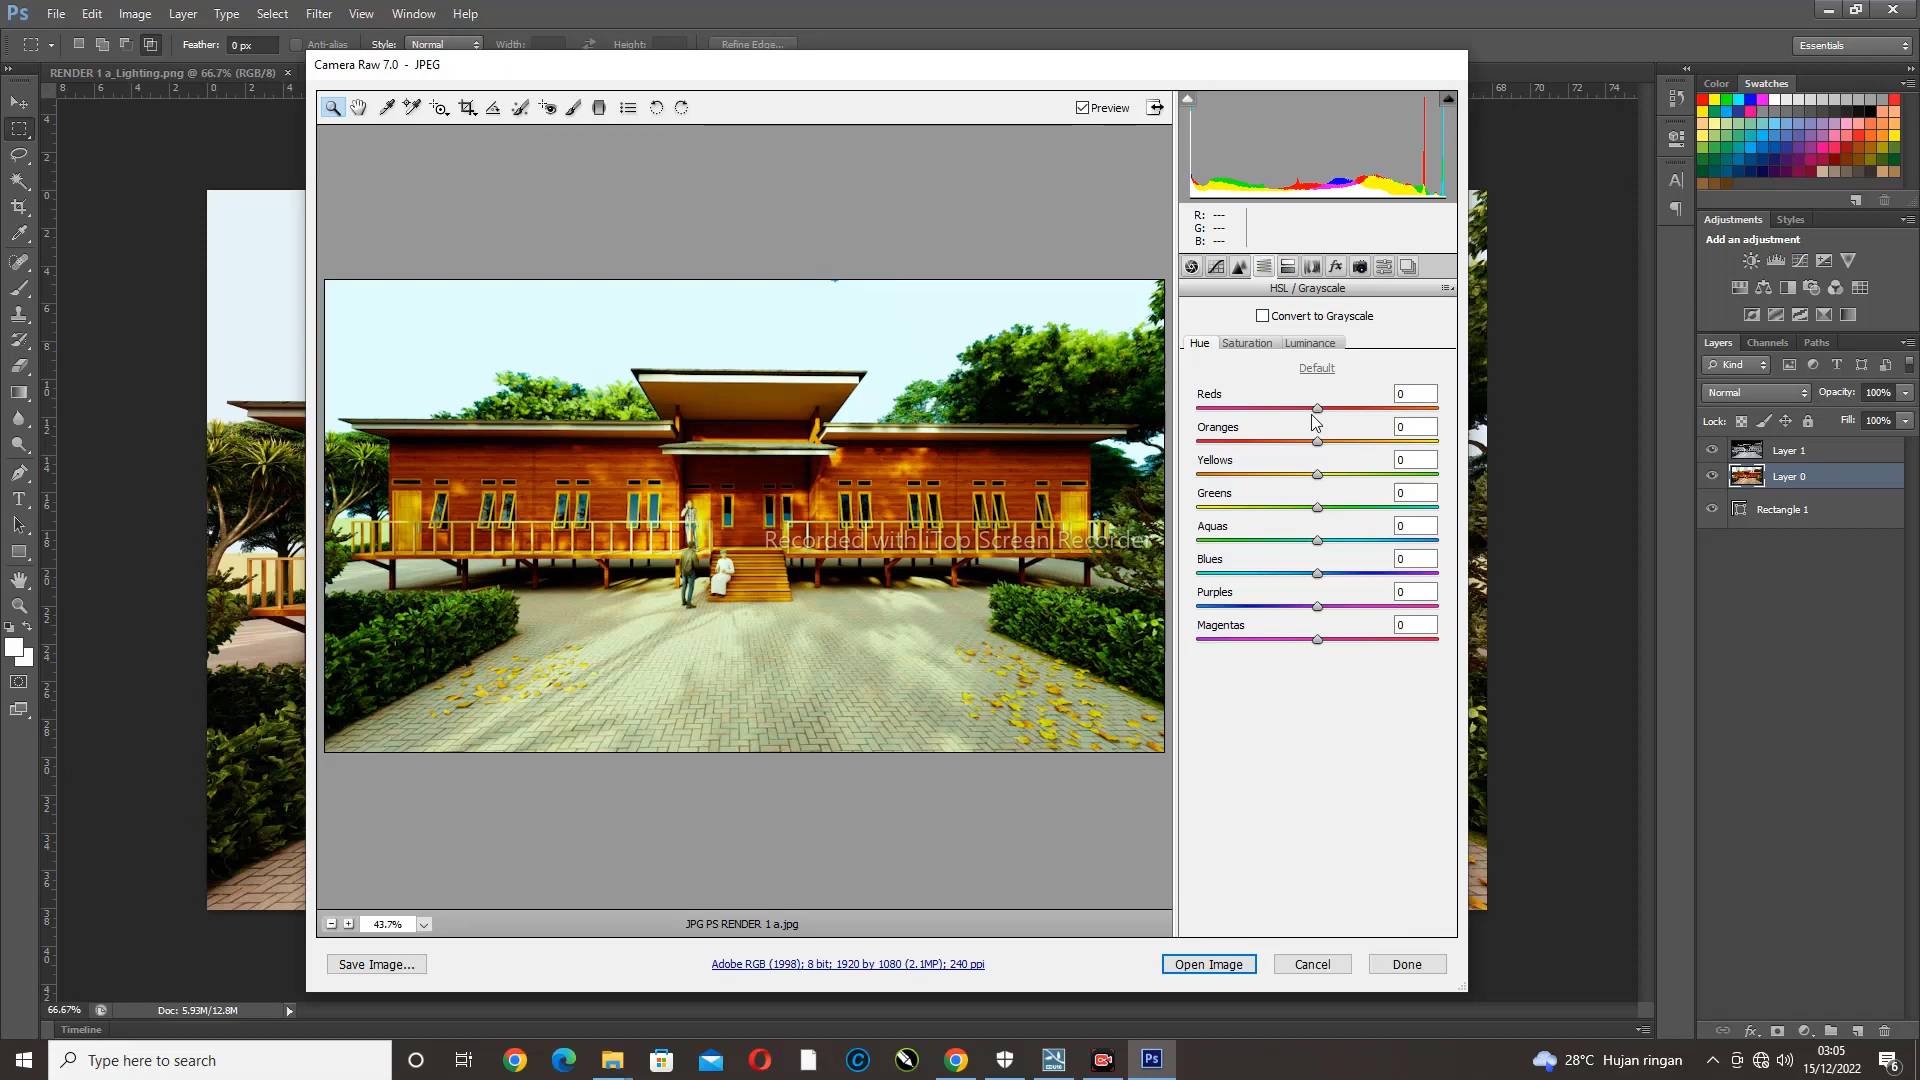 Ps File Edit Image Layer Type Select Filter View Window Help
Feather: 0 px Anti-alias Style: Normal Width: Height: Refine Edge... Essentials
RENDER 1 a_Lighting.png @ 66.7% (RGB/8) ×
Camera Raw 7.0 - JPEG
Preview
R: ---
G: ---
B: ---
HSL / Grayscale
Convert to Grayscale
Hue Saturation Luminance
Default
Reds 0
Oranges 0
Yellows 0
Greens 0
Aquas 0
Blues 0
Purples 0
Magentas 0
Recorded with iTop Screen Recorder
43.7% JPG PS RENDER 1 a.jpg
Save Image... Adobe RGB (1998); 8 bit; 1920 by 1080 (2.1MP); 240 ppi Open Image Cancel Done
Color Swatches
Adjustments Styles
Add an adjustment
Layers Channels Paths
Kind
Normal Opacity: 100%
Lock: Fill: 100%
Layer 1
Layer 0
Rectangle 1
66.67% Doc: 5.93M/12.8M
Timeline
Type here to search
28°C Hujan ringan
03:05
15/12/2022
6